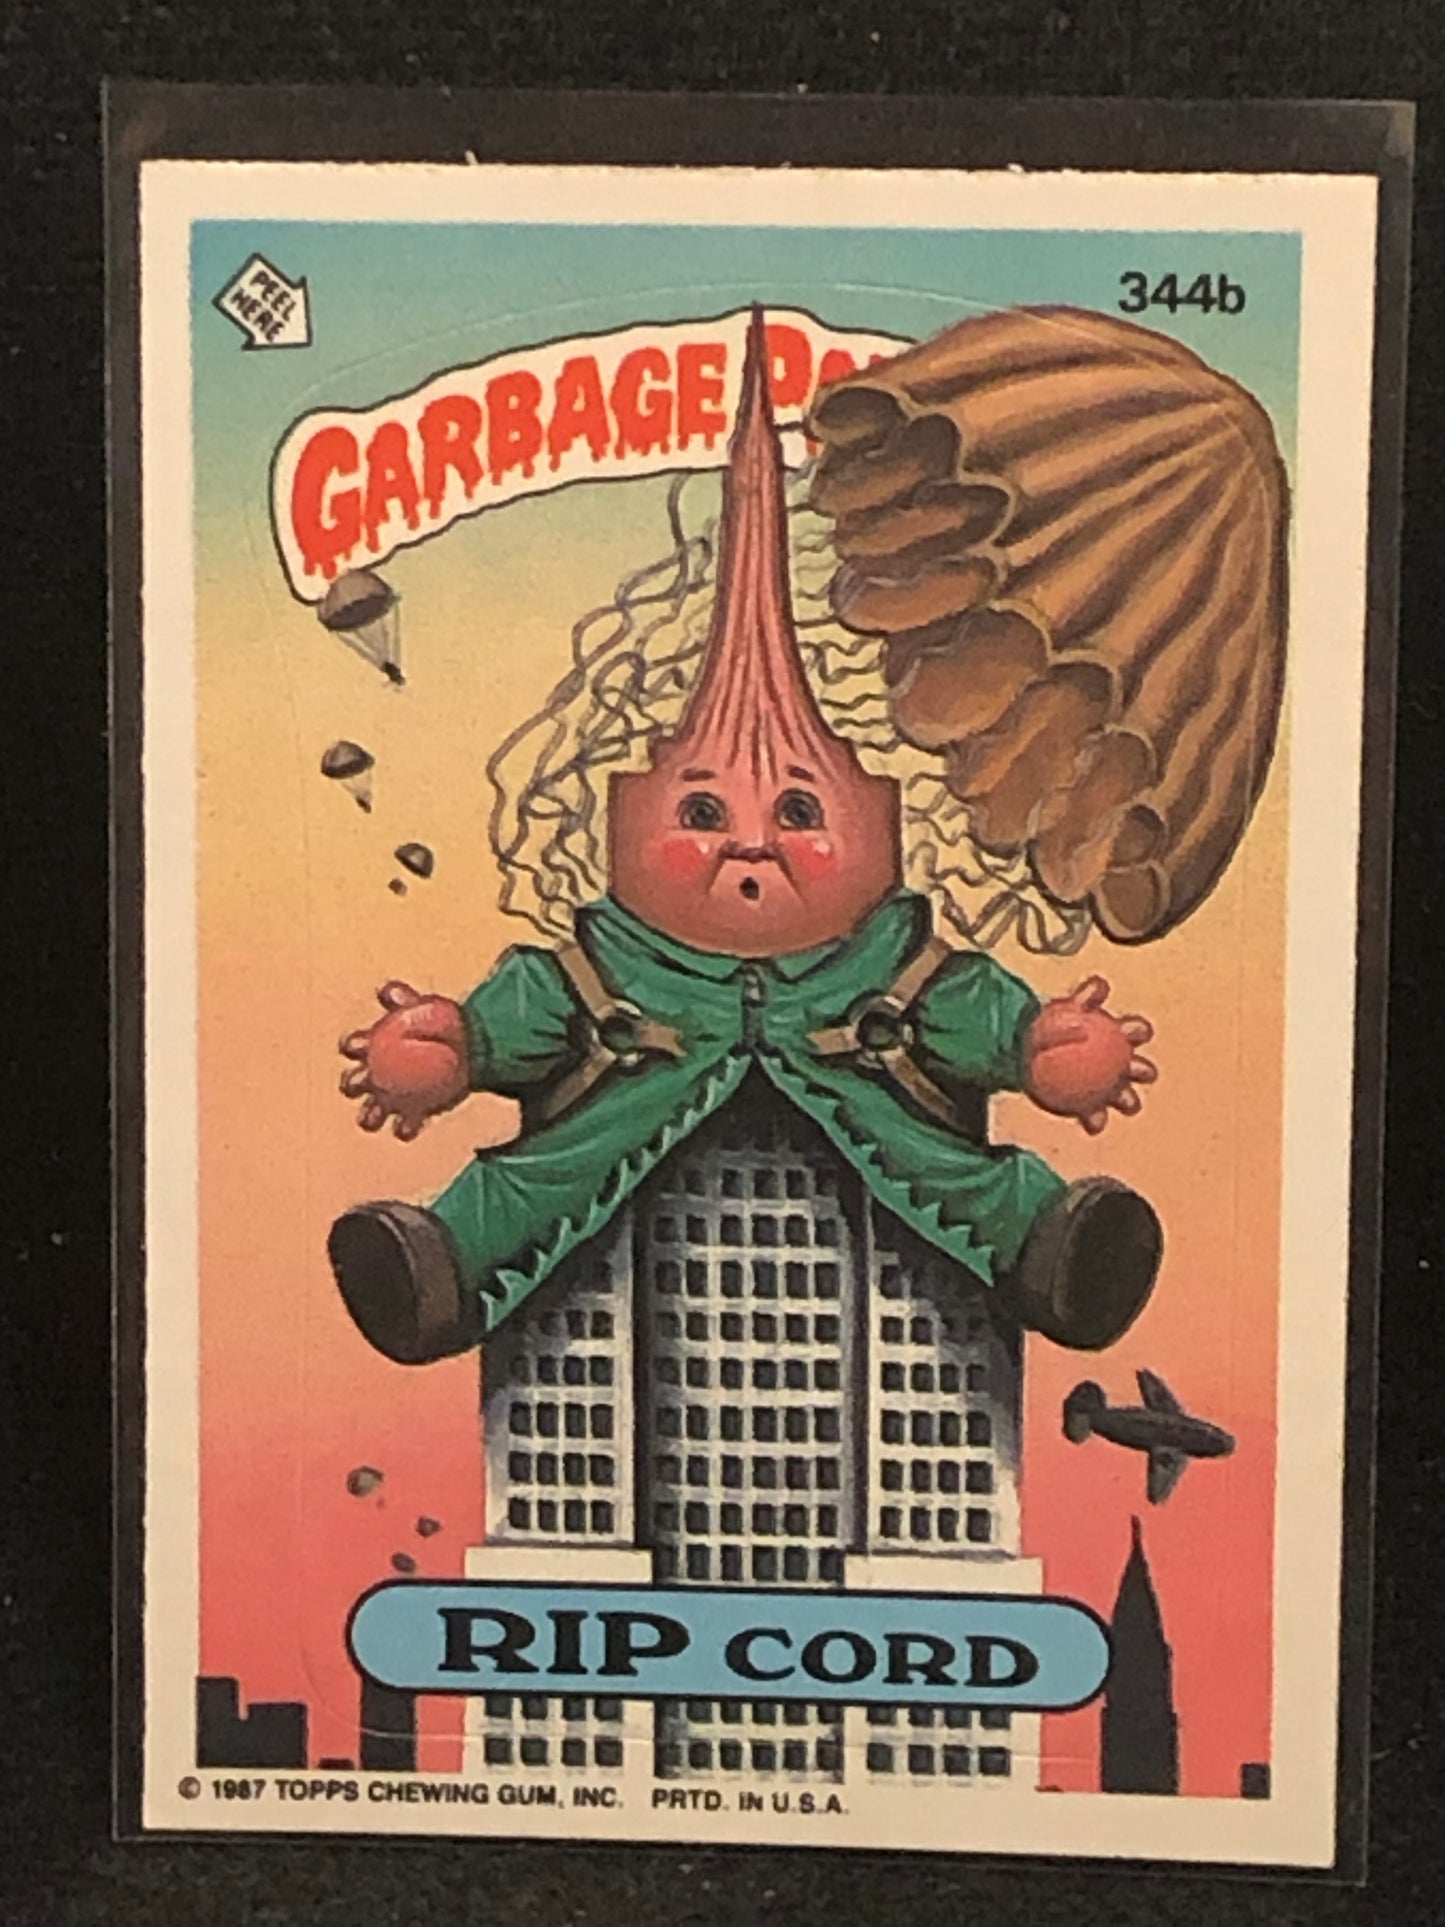 PEEL
HERE
344b
GARBAGE PA
RIP CORD
© 1987 TOPPS CHEWING GUM, INC. PRTD. IN U.S.A.